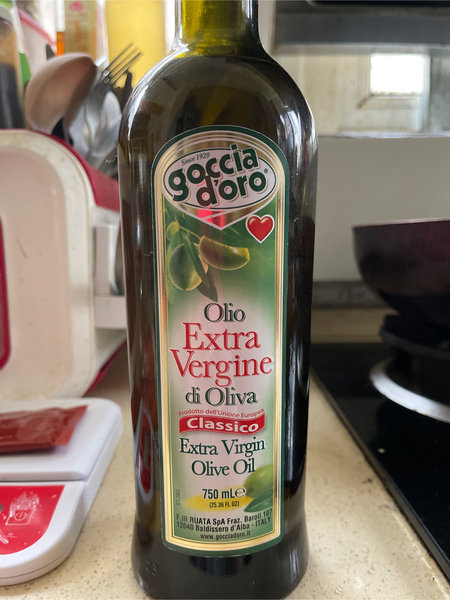 Since 1929
goccia
d'oro®
Olio
Extra
Vergine
di Oliva
Prodotto dell'Unione Europea
Classico
Extra Virgin
Olive Oil
750 mL e
(25.36 FL OZ)
F.lli RUATA SpA Fraz. Baroli 107
12040 Baldissero d'Alba - ITALY
www.gocciadoro.it